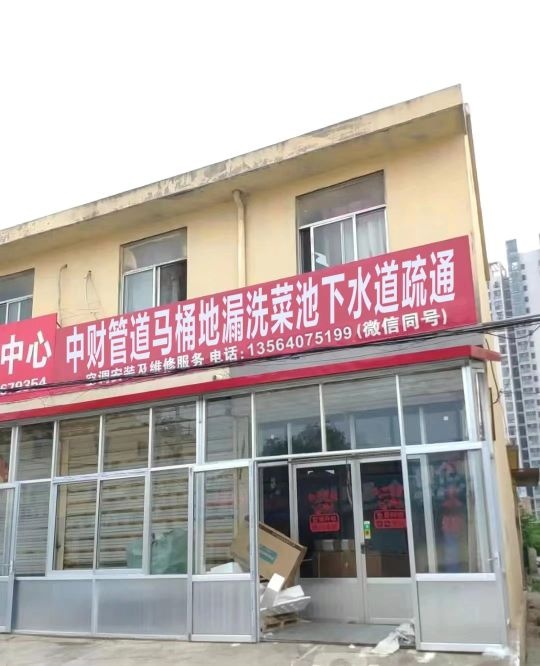 中心
679354
中财管道马桶地漏洗菜池下水道疏通
空调安装及维修服务 电话:13564075199(微信同号)